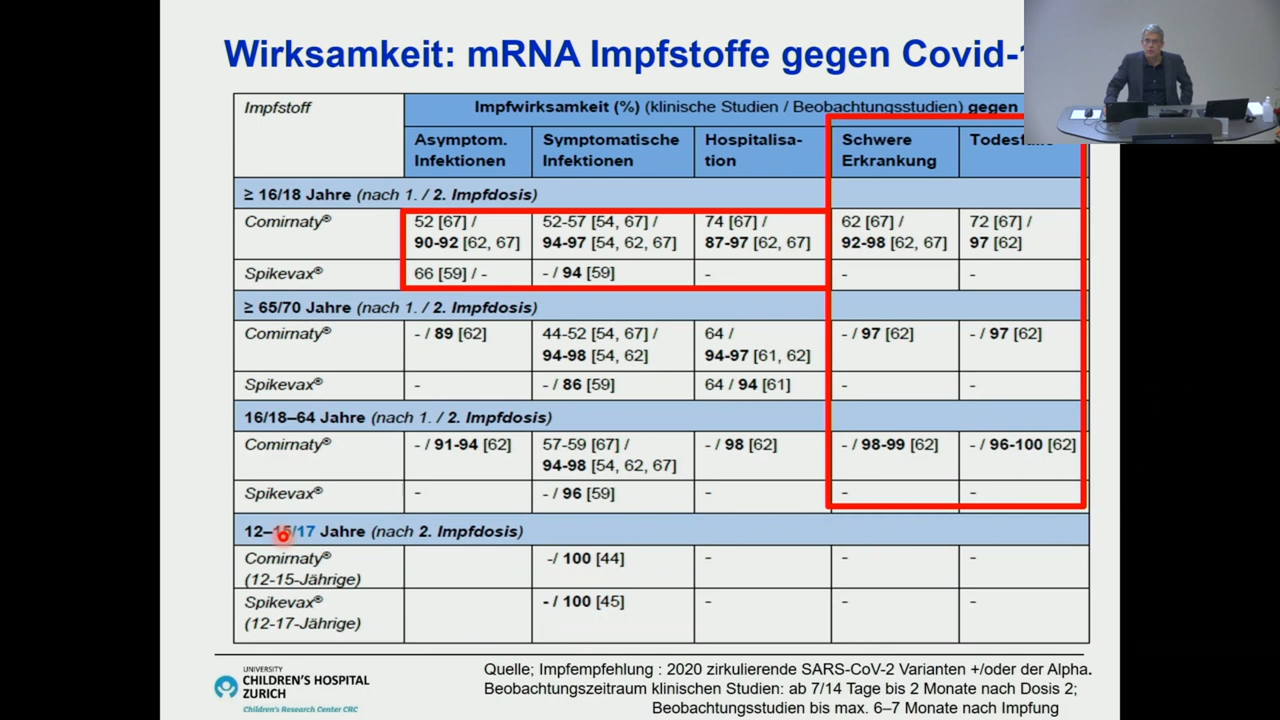 Wirksamkeit: mRNA Impfstoffe gegen Covid-
Impfstoff
Impfwirksamkeit (%) (klinische Studien / Beobachtungsstudien) gegen
Asymptom. Infektionen
Symptomatische Infektionen
Hospitalisa-tion
Schwere Erkrankung
≥ 16/18 Jahre (nach 1. / 2. Impfdosis)
Comirnaty®
52 [67] /
90-92 [62, 67]
52-57 [54, 67] /
94-97 [54, 62, 67]
74 [67] /
87-97 [62, 67]
62 [67] /
92-98 [62, 67]
72 [67] /
97 [62]
Spikevax®
66 [59] / -
- / 94 [59]
-
-
-
≥ 65/70 Jahre (nach 1. / 2. Impfdosis)
Comirnaty®
- / 89 [62]
44-52 [54, 67] /
94-98 [54, 62]
64 /
94-97 [61, 62]
- / 97 [62]
- / 97 [62]
Spikevax®
-
- / 86 [59]
64 / 94 [61]
-
-
16/18–64 Jahre (nach 1. / 2. Impfdosis)
Comirnaty®
- / 91-94 [62]
57-59 [67] /
94-98 [54, 62, 67]
- / 98 [62]
- / 98-99 [62]
- / 96-100 [62]
Spikevax®
-
- / 96 [59]
-
-
-
12–15/17 Jahre (nach 2. Impfdosis)
Comirnaty®
(12-15-Jährige)
-/ 100 [44]
-
-
-
Spikevax®
(12-17-Jährige)
- / 100 [45]
-
-
-
UNIVERSITY
CHILDREN'S HOSPITAL
ZURICH
Children's Research Center CRC
Quelle; Impfempfehlung : 2020 zirkulierende SARS-CoV-2 Varianten +/oder der Alpha.
Beobachtungszeitraum klinischen Studien: ab 7/14 Tage bis 2 Monate nach Dosis 2;
Beobachtungsstudien bis max. 6–7 Monate nach Impfung